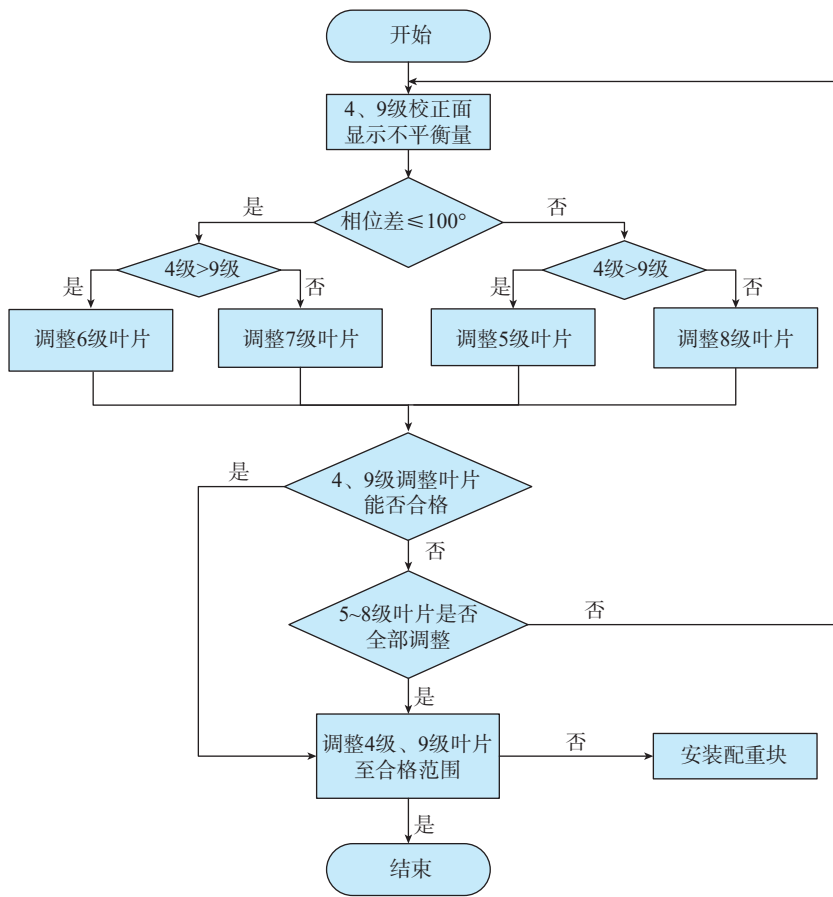 开始
4、9级校正面
显示不平衡量
是
相位差≤100°
否
4级>9级
4级>9级
是
否
是
否
调整6级叶片
调整7级叶片
调整5级叶片
调整8级叶片
是
4、9级调整叶片
能否合格
否
5~8级叶片是否
全部调整
否
是
调整4级、9级叶片
至合格范围
否
安装配重块
是
结束